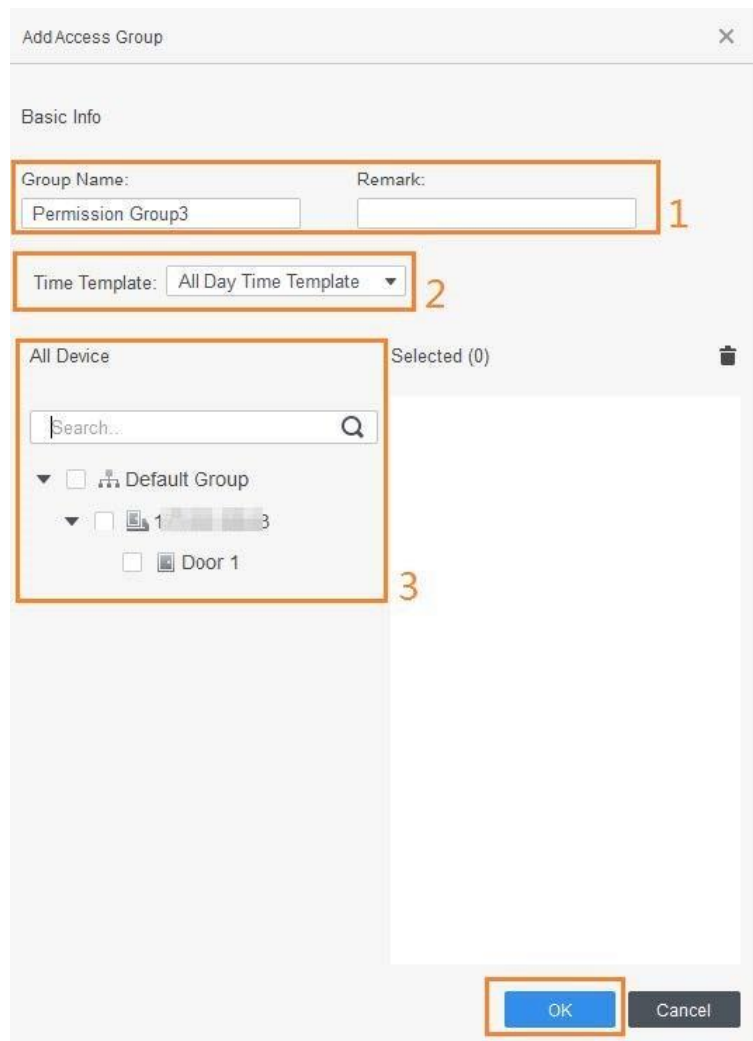 Add Access Group
Basic Info
Group Name: Remark:
Permission Group3
1
Time Template: All Day Time Template
2
All Device Selected (0)
Search..
Default Group
Door 1
3
OK Cancel